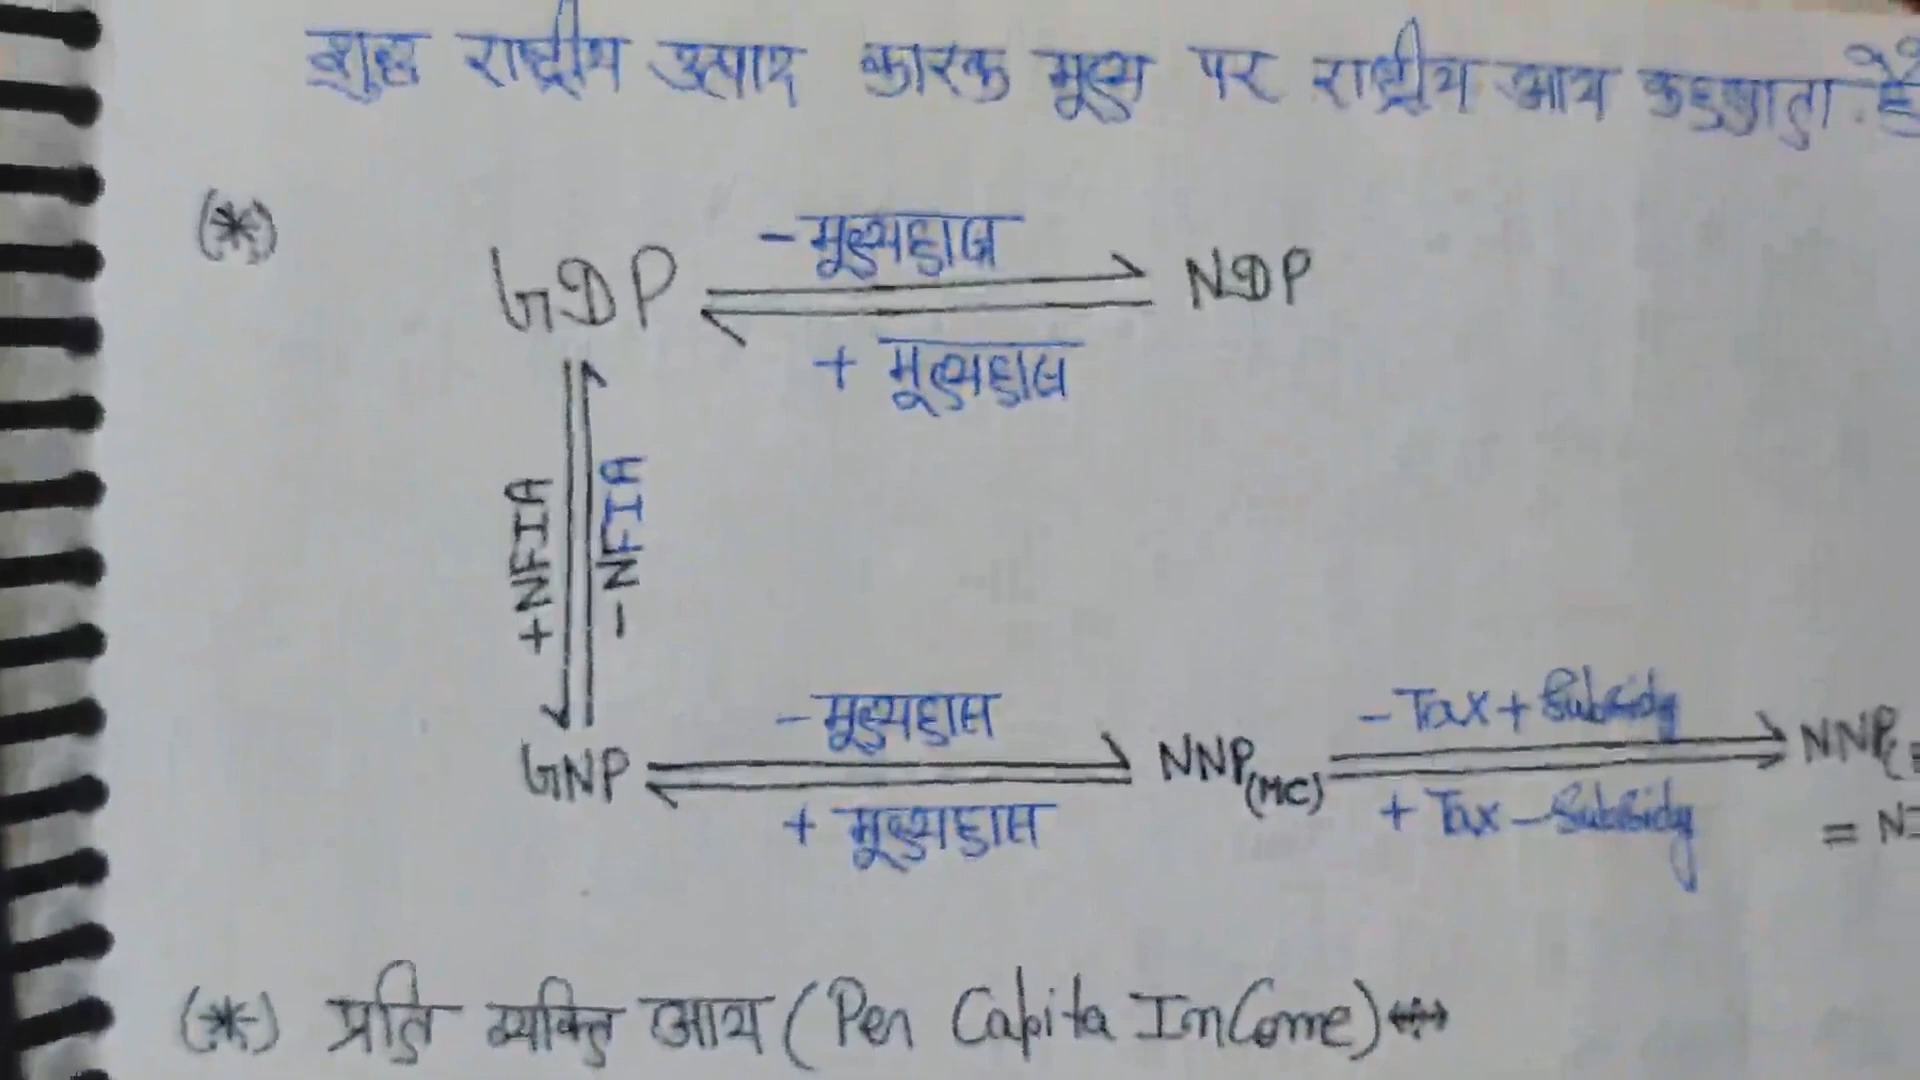 शुद्ध राष्ट्रीय उत्पाद कारक मूल्य पर राष्ट्रीय आय कहलाता है
(*)
- मूल्यह्रास
GDP NDP
+ मूल्यह्रास
+NFIA
-NFIA
- मूल्यह्रास
- Tax + Subsidy
GNP NNP(MC) NNP(
+ मूल्यह्रास
+ Tax - Subsidy
= N
(*) प्रति व्यक्ति आय (Per Capita InCome)